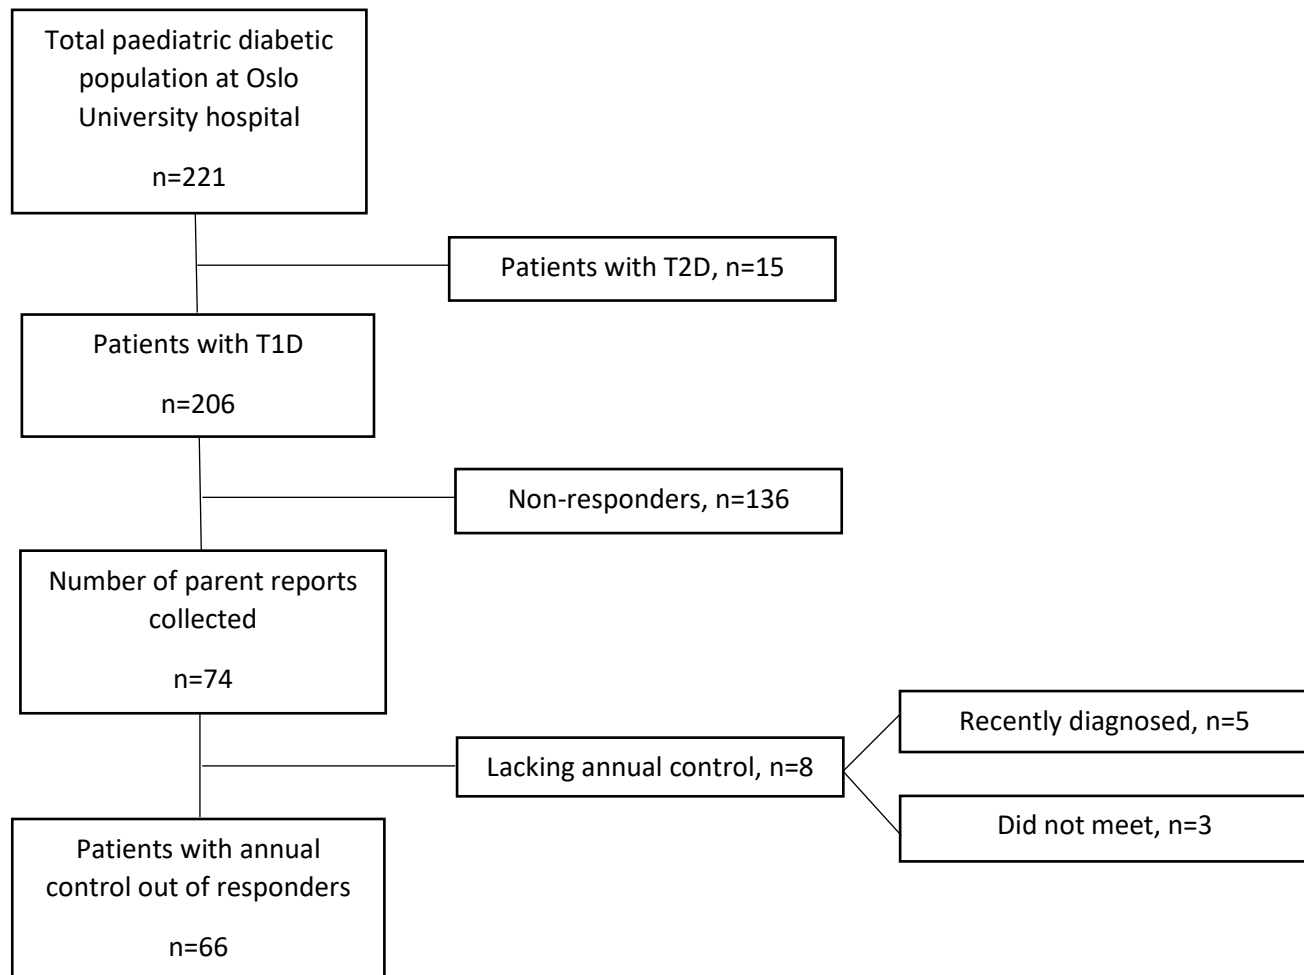 Total paediatric diabetic
population at Oslo
University hospital
n=221
Patients with T2D, n=15
Patients with T1D
n=206
Non-responders, n=136
Number of parent reports
collected
n=74
Lacking annual control, n=8
Recently diagnosed, n=5
Did not meet, n=3
Patients with annual
control out of responders
n=66